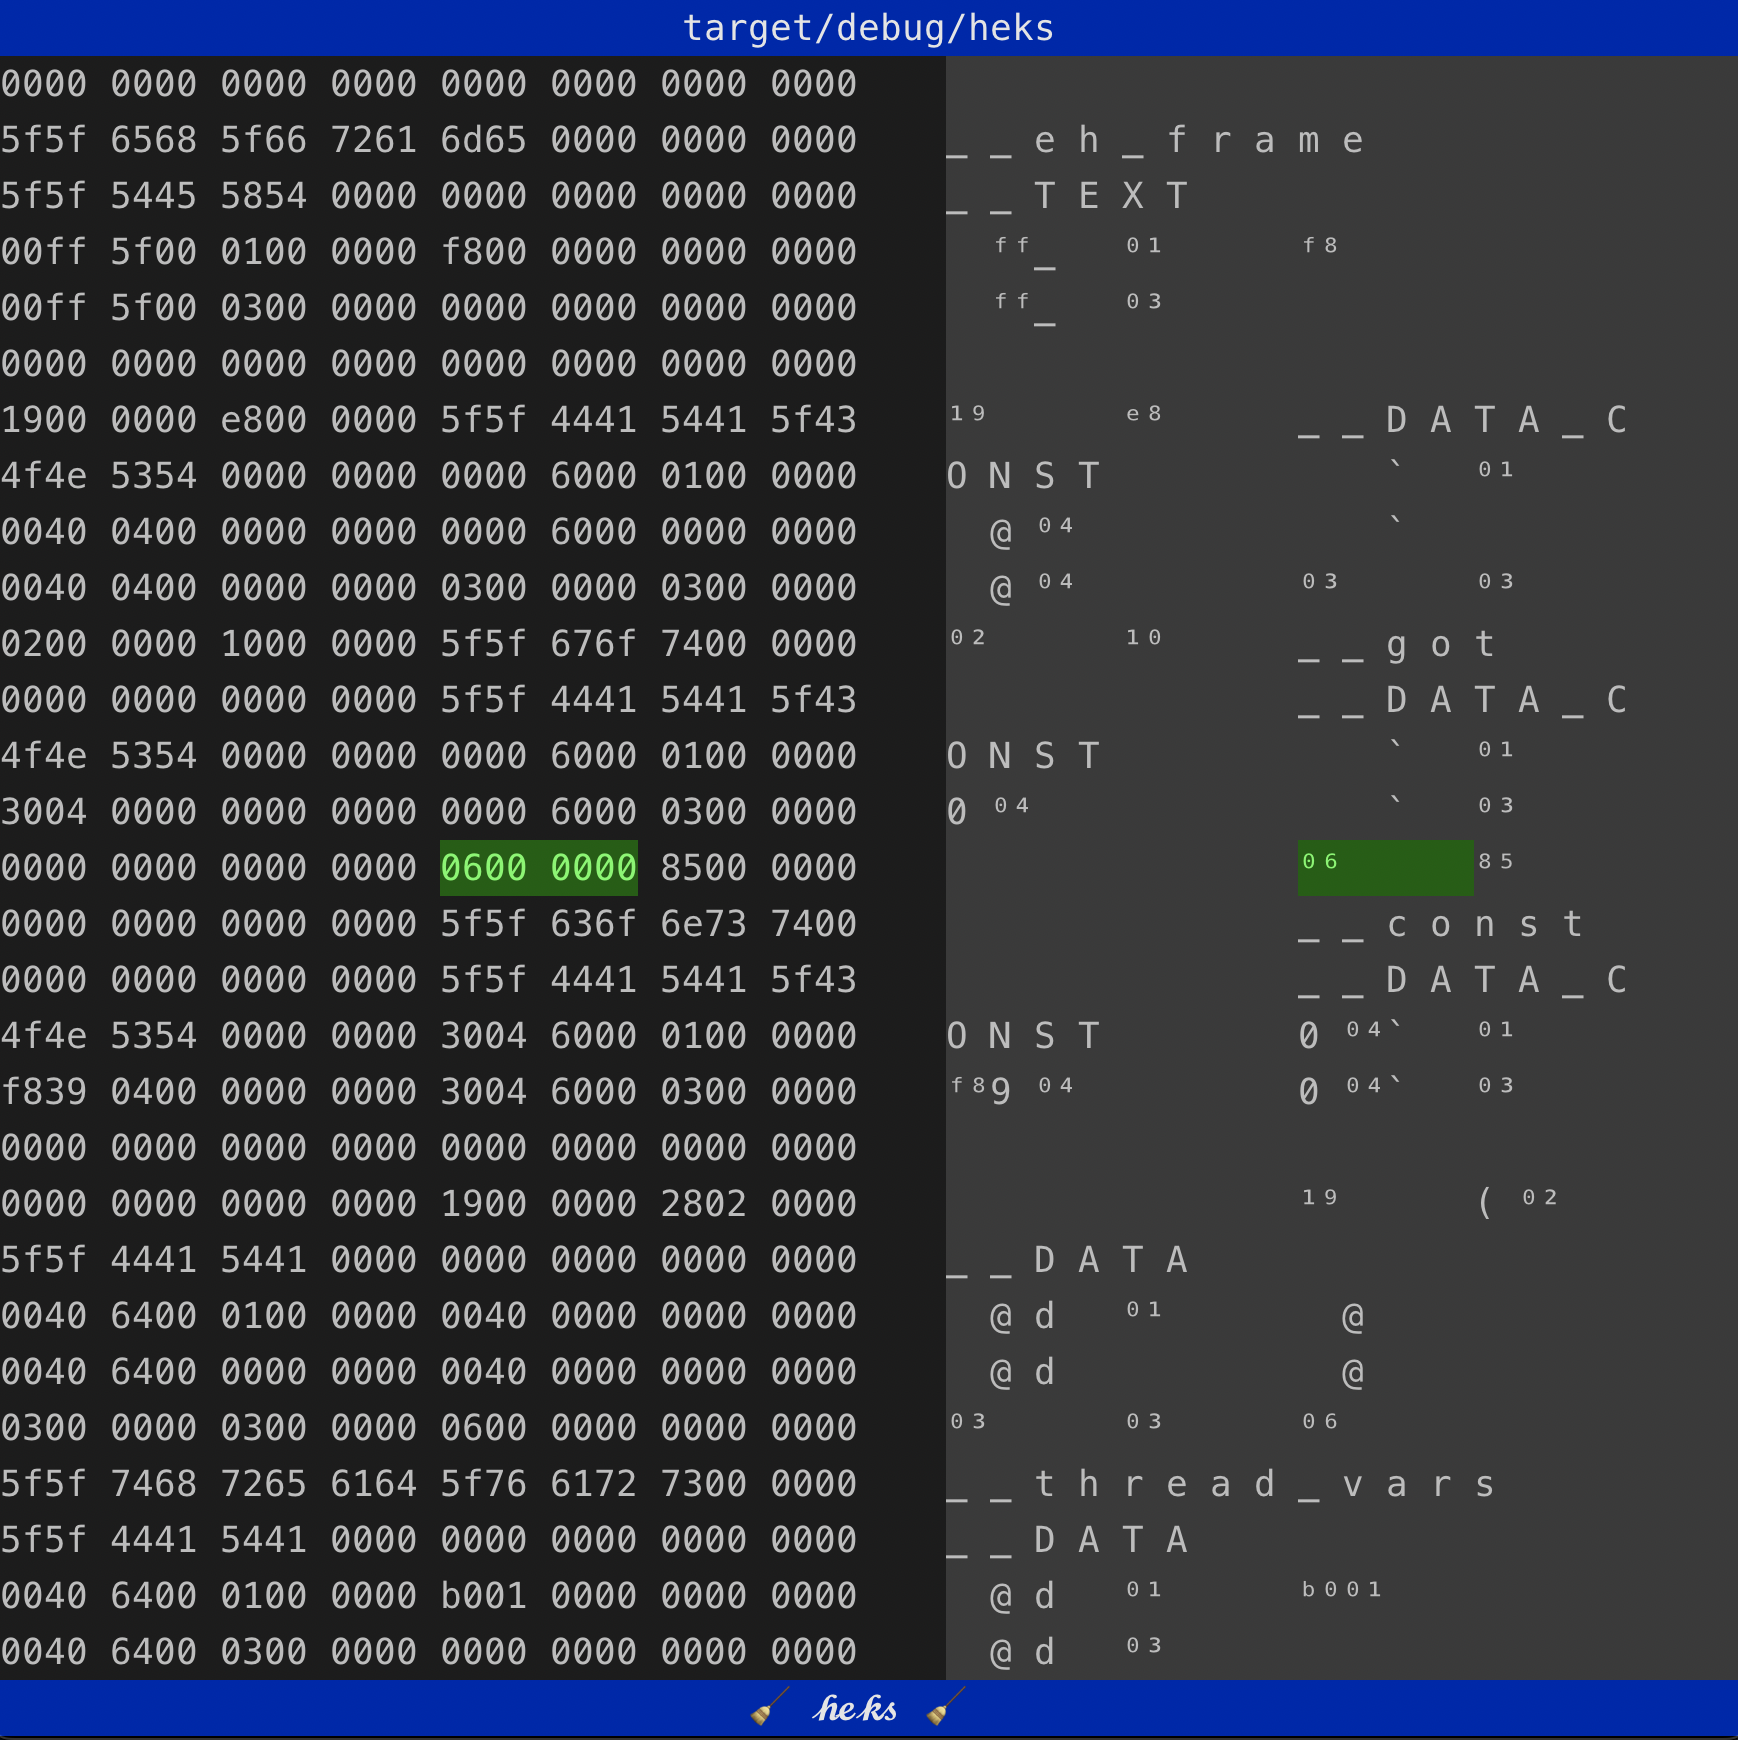 target/debug/heks
0000 0000 0000 0000 0000 0000 0000 0000
5f5f 6568 5f66 7261 6d65 0000 0000 0000 __eh_frame
5f5f 5445 5854 0000 0000 0000 0000 0000 __TEXT
00ff 5f00 0100 0000 f800 0000 0000 0000 ff_ 01 f8
00ff 5f00 0300 0000 0000 0000 0000 0000 ff_ 03
0000 0000 0000 0000 0000 0000 0000 0000
1900 0000 e800 0000 5f5f 4441 5441 5f43 19 e8 __DATA_C
4f4e 5354 0000 0000 0000 6000 0100 0000 ONST ` 01
0040 0400 0000 0000 0000 6000 0000 0000 @ 04 `
0040 0400 0000 0000 0300 0000 0300 0000 @ 04 03 03
0200 0000 1000 0000 5f5f 676f 7400 0000 02 10 __got
0000 0000 0000 0000 5f5f 4441 5441 5f43 __DATA_C
4f4e 5354 0000 0000 0000 6000 0100 0000 ONST ` 01
3004 0000 0000 0000 0000 6000 0300 0000 0 04 ` 03
0000 0000 0000 0000 0600 0000 8500 0000 06 85
0000 0000 0000 0000 5f5f 636f 6e73 7400 __const
0000 0000 0000 0000 5f5f 4441 5441 5f43 __DATA_C
4f4e 5354 0000 0000 3004 6000 0100 0000 ONST 0 04` 01
f839 0400 0000 0000 3004 6000 0300 0000 f89 04 0 04` 03
0000 0000 0000 0000 0000 0000 0000 0000
0000 0000 0000 0000 1900 0000 2802 0000 19 ( 02
5f5f 4441 5441 0000 0000 0000 0000 0000 __DATA
0040 6400 0100 0000 0040 0000 0000 0000 @d 01 @
0040 6400 0000 0000 0040 0000 0000 0000 @d @
0300 0000 0300 0000 0600 0000 0000 0000 03 03 06
5f5f 7468 7265 6164 5f76 6172 7300 0000 __thread_vars
5f5f 4441 5441 0000 0000 0000 0000 0000 __DATA
0040 6400 0100 0000 b001 0000 0000 0000 @d 01 b001
0040 6400 0300 0000 0000 0000 0000 0000 @d 03
🧹 𝓱𝓮𝓴𝓼 🧹